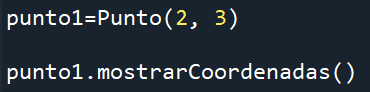 punto1=Punto(2, 3)
punto1.mostrarCoordenadas()